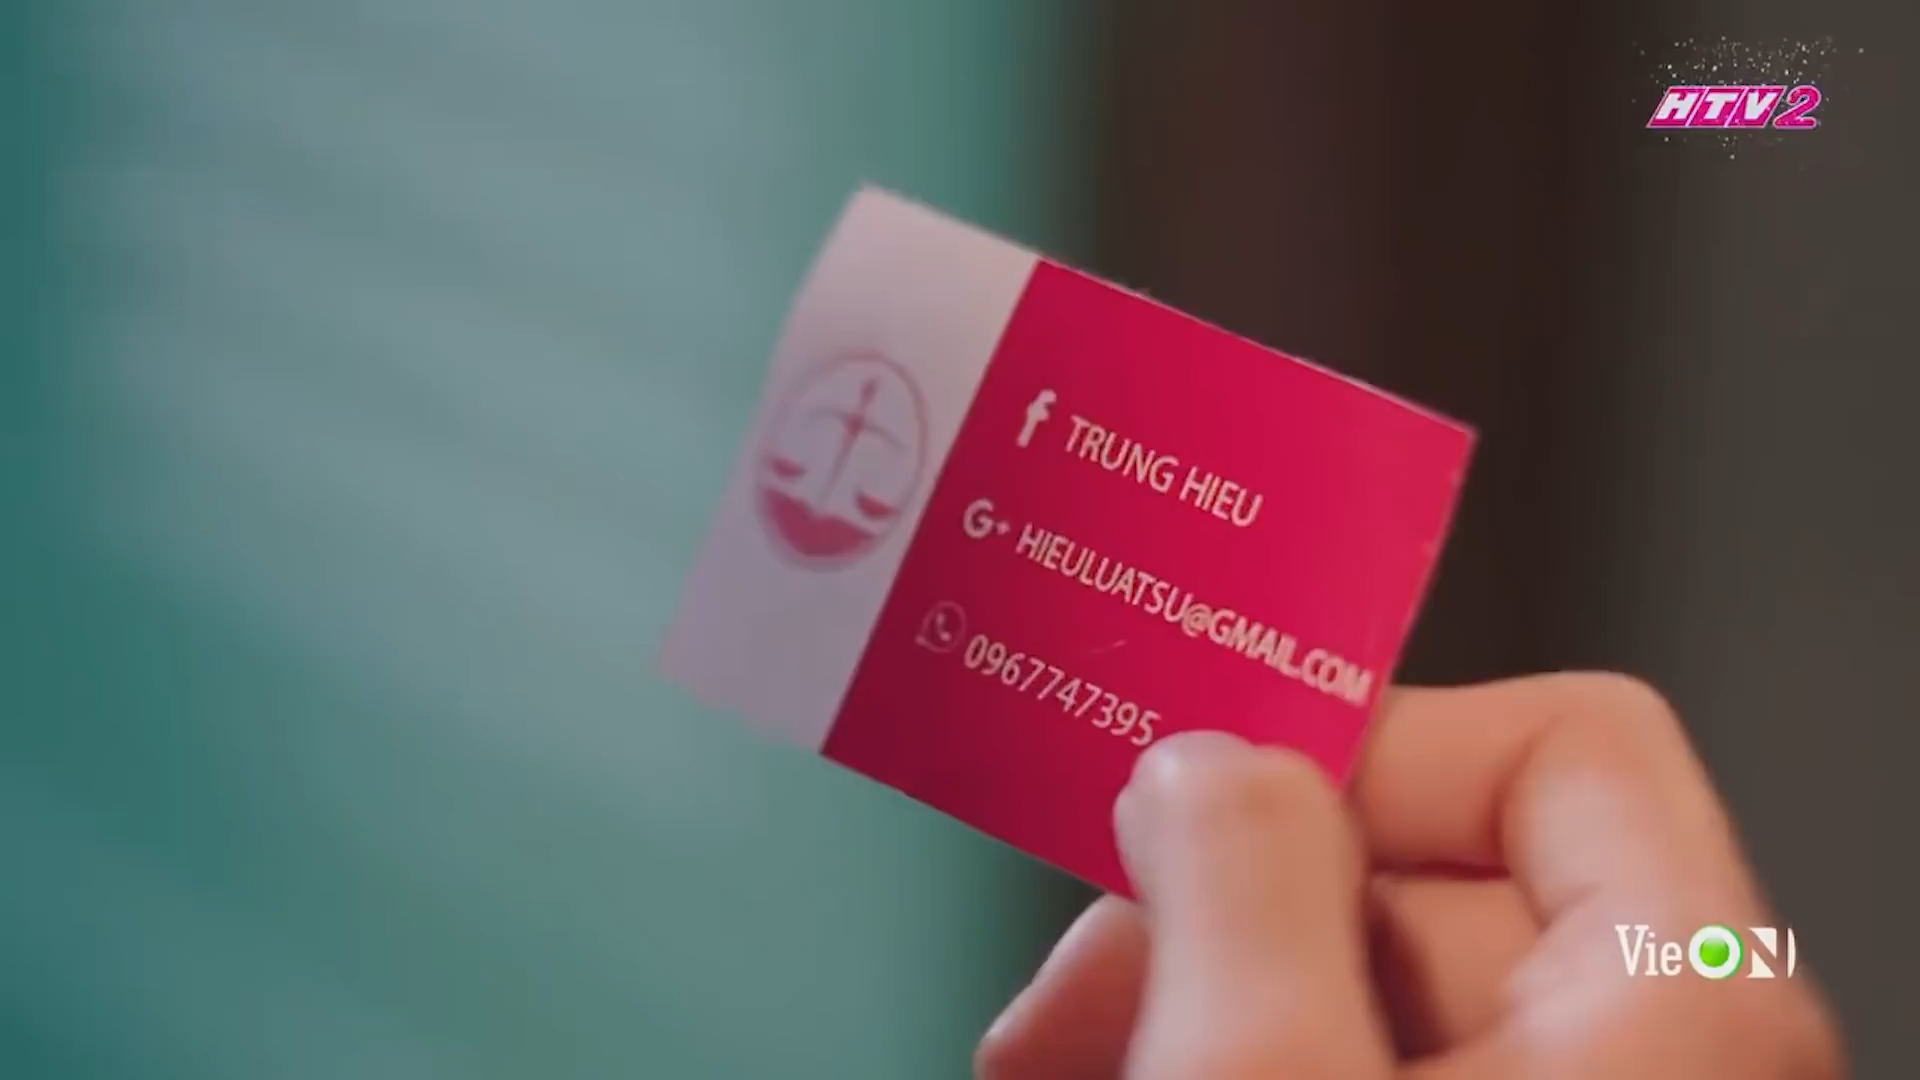 HTV2
f TRUNG HIEU
G+ HIEULUATSU@GMAIL.COM
0967747395
VieON